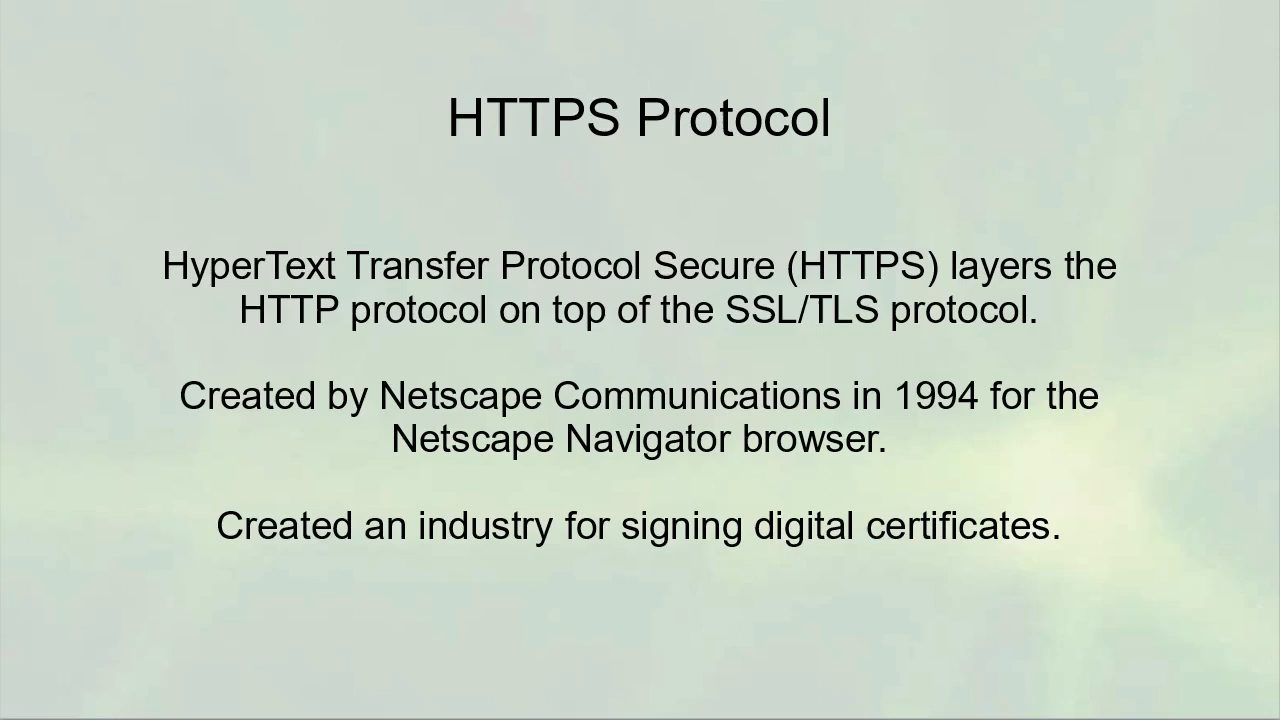 HTTPS Protocol
HyperText Transfer Protocol Secure (HTTPS) layers the
HTTP protocol on top of the SSL/TLS protocol.
Created by Netscape Communications in 1994 for the
Netscape Navigator browser.
Created an industry for signing digital certificates.